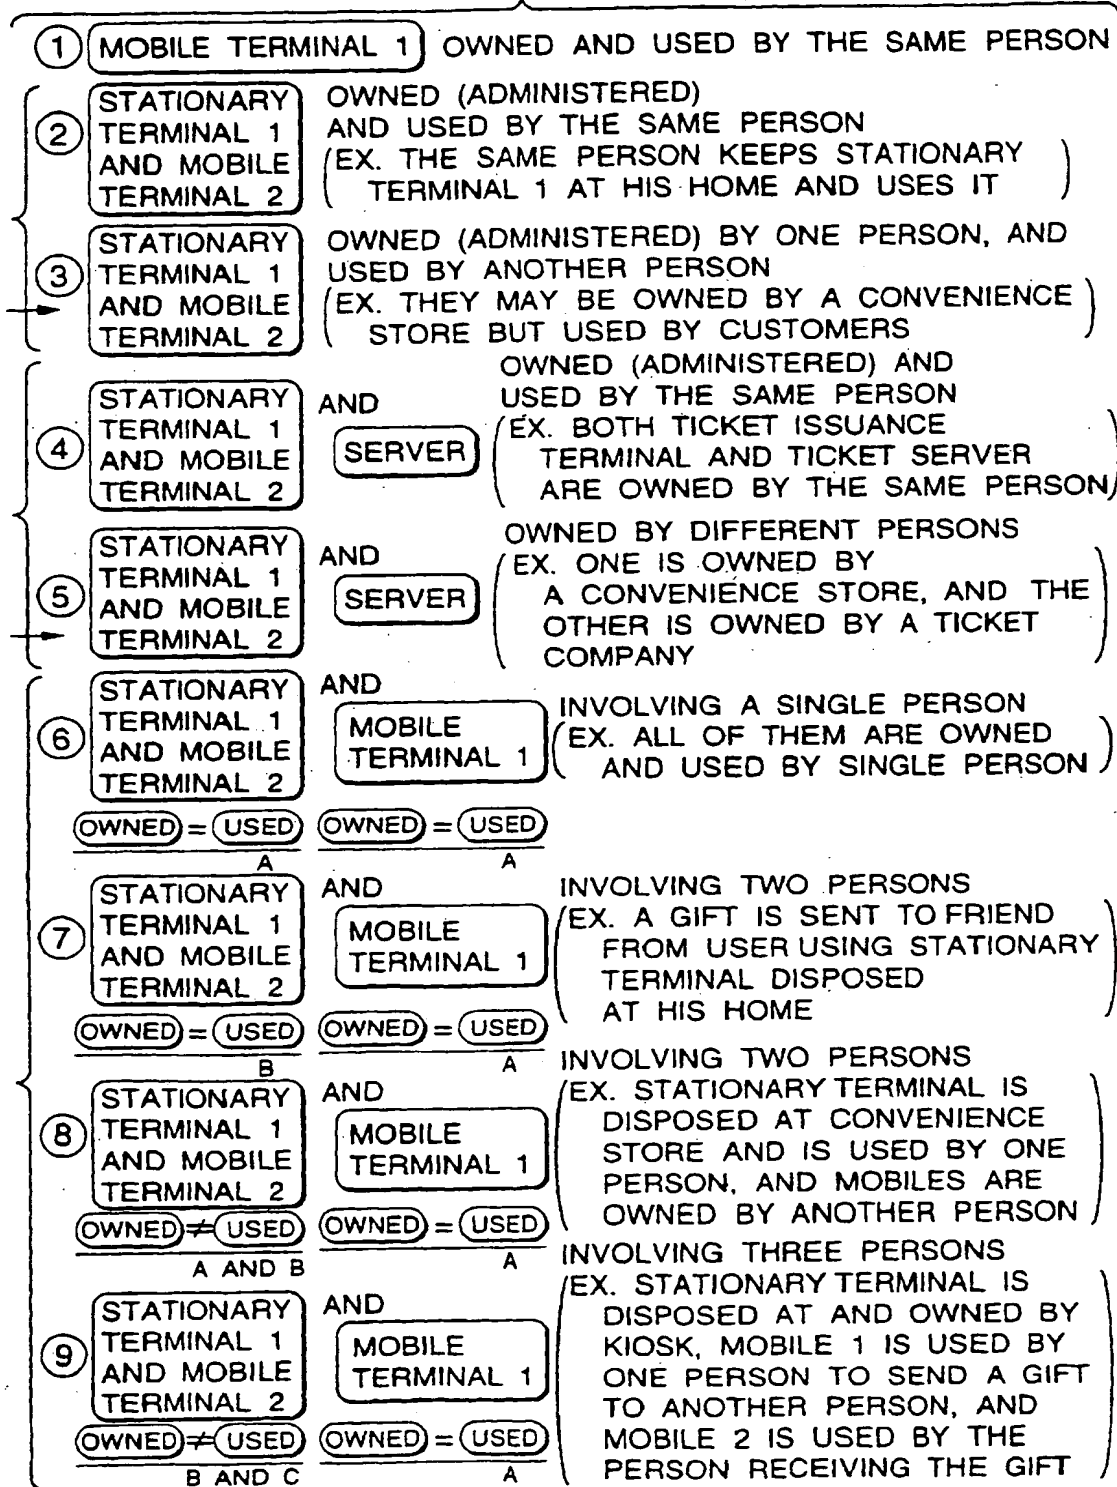 ① MOBILE TERMINAL 1 OWNED AND USED BY THE SAME PERSON
② STATIONARY TERMINAL 1 AND MOBILE TERMINAL 2
OWNED (ADMINISTERED)
AND USED BY THE SAME PERSON
(EX. THE SAME PERSON KEEPS STATIONARY
TERMINAL 1 AT HIS HOME AND USES IT)
③ STATIONARY TERMINAL 1 AND MOBILE TERMINAL 2
OWNED (ADMINISTERED) BY ONE PERSON, AND
USED BY ANOTHER PERSON
(EX. THEY MAY BE OWNED BY A CONVENIENCE
STORE BUT USED BY CUSTOMERS)
④ STATIONARY TERMINAL 1 AND MOBILE TERMINAL 2
AND
SERVER
OWNED (ADMINISTERED) AND
USED BY THE SAME PERSON
(EX. BOTH TICKET ISSUANCE
TERMINAL AND TICKET SERVER
ARE OWNED BY THE SAME PERSON)
⑤ STATIONARY TERMINAL 1 AND MOBILE TERMINAL 2
AND
SERVER
OWNED BY DIFFERENT PERSONS
(EX. ONE IS OWNED BY
A CONVENIENCE STORE, AND THE
OTHER IS OWNED BY A TICKET
COMPANY)
⑥ STATIONARY TERMINAL 1 AND MOBILE TERMINAL 2
AND
MOBILE
TERMINAL 1
INVOLVING A SINGLE PERSON
(EX. ALL OF THEM ARE OWNED
AND USED BY SINGLE PERSON)
OWNED = USED OWNED = USED
A A
⑦ STATIONARY TERMINAL 1 AND MOBILE TERMINAL 2
AND
MOBILE
TERMINAL 1
INVOLVING TWO PERSONS
(EX. A GIFT IS SENT TO FRIEND
FROM USER USING STATIONARY
TERMINAL DISPOSED
AT HIS HOME)
OWNED = USED OWNED = USED
B A
⑧ STATIONARY TERMINAL 1 AND MOBILE TERMINAL 2
AND
MOBILE
TERMINAL 1
INVOLVING TWO PERSONS
(EX. STATIONARY TERMINAL IS
DISPOSED AT CONVENIENCE
STORE AND IS USED BY ONE
PERSON, AND MOBILES ARE
OWNED BY ANOTHER PERSON)
OWNED ≠ USED OWNED = USED
A AND B A
⑨ STATIONARY TERMINAL 1 AND MOBILE TERMINAL 2
AND
MOBILE
TERMINAL 1
INVOLVING THREE PERSONS
(EX. STATIONARY TERMINAL IS
DISPOSED AT AND OWNED BY
KIOSK, MOBILE 1 IS USED BY
ONE PERSON TO SEND A GIFT
TO ANOTHER PERSON, AND
MOBILE 2 IS USED BY THE
PERSON RECEIVING THE GIFT)
OWNED ≠ USED OWNED = USED
B AND C A